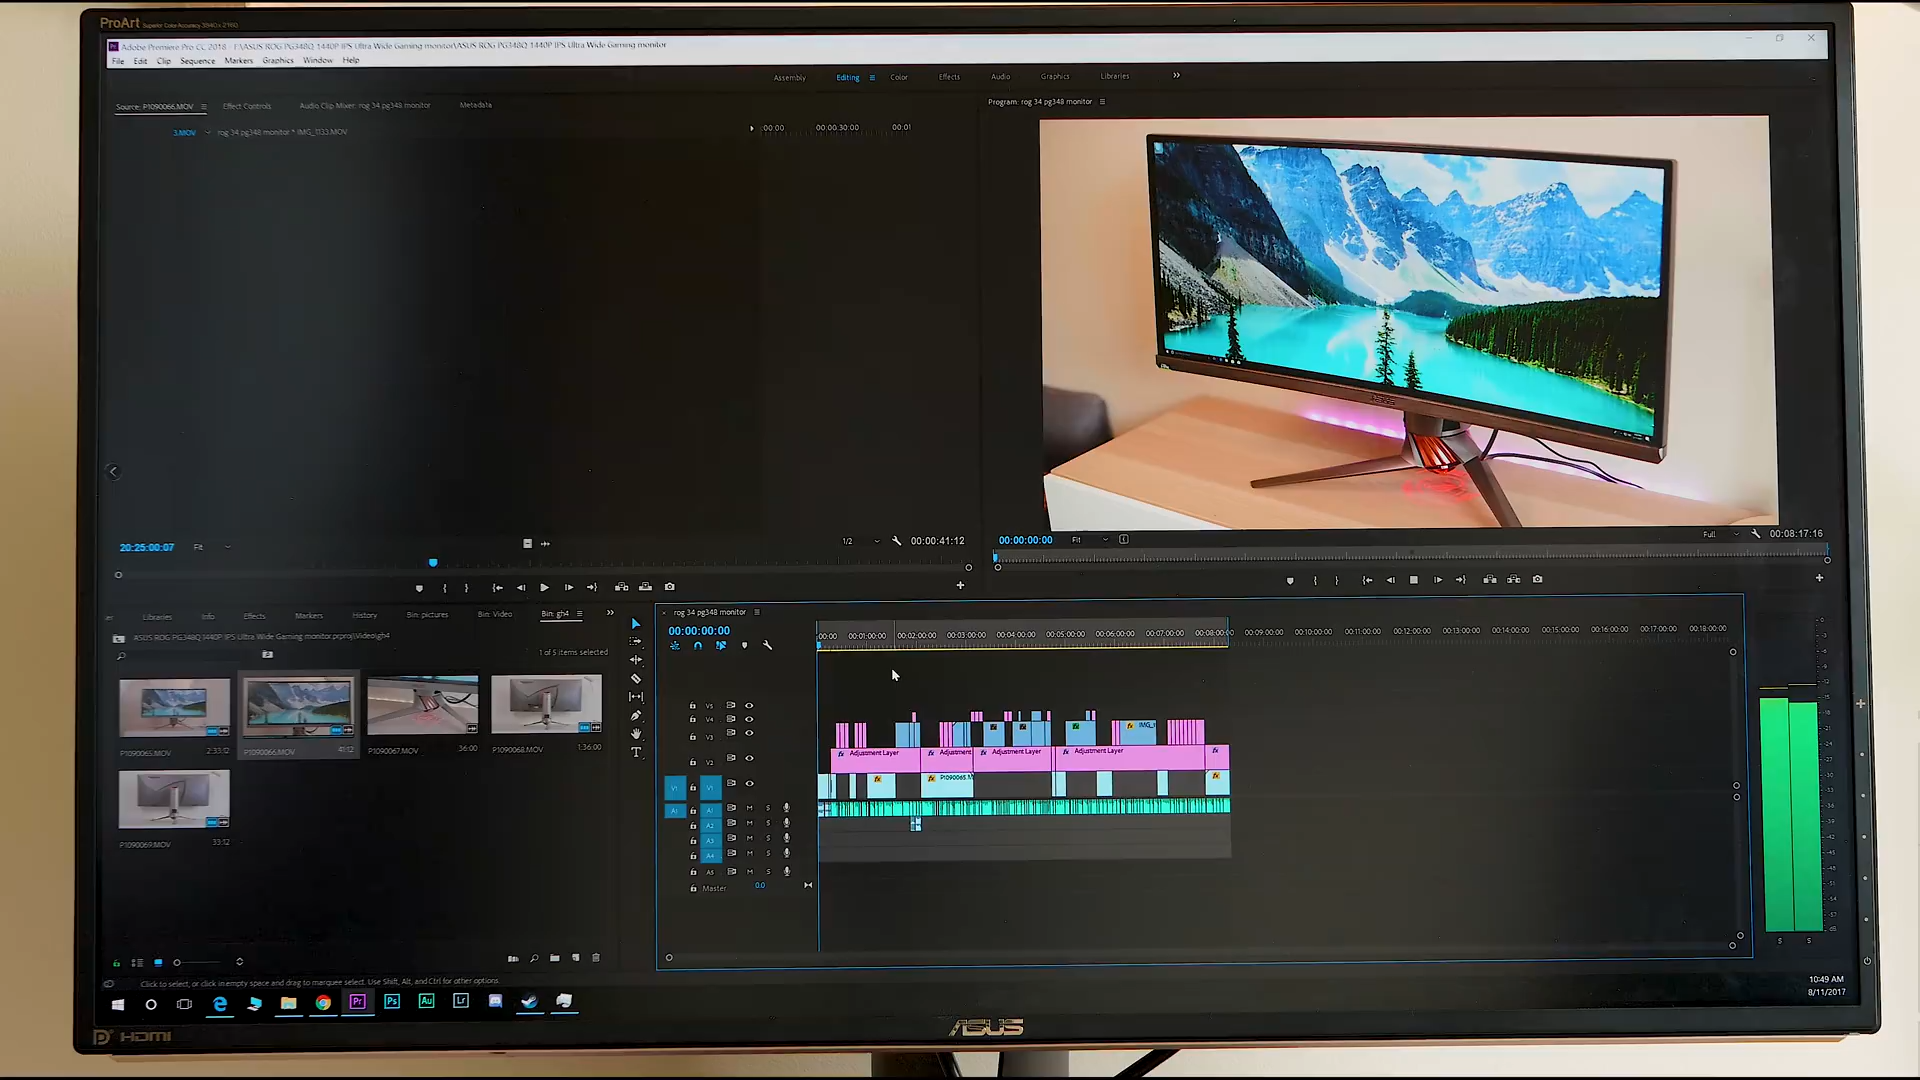 ProArt Superior Color Accuracy 3840 x 2160
Adobe Premiere Pro CC 2018 - I:\ASUS ROG PG348Q 1440P IPS Ultra Wide Gaming monitor\ASUS ROG PG348Q 1440P IPS Ultra Wide Gaming monitor
File Edit Clip Sequence Markers Graphics Window Help
Assembly Editing Color Effects Audio Graphics Libraries
Source: P1090066.MOV Effect Controls Audio Clip Mixer: rog 34 pg348 monitor Metadata
Program: rog 34 pg348 monitor
3.MOV rog 34 pg348 monitor * IMG_1133.MOV
:00:00 00:00:30:00 00:01
ASUS
20:25:00:07 Fit 1/2 00:00:41:12
00:00:00:00 Fit Full 00:08:17:16
Libraries Info Effects Markers History Bin: pictures Bin: Video Bin: gh4
ASUS ROG PG348Q 1440P IPS Ultra Wide Gaming monitor.prproj\Video\gh4
1 of 5 items selected
P1090065.MOV 2:33:12
P1090066.MOV 41:12
P1090067.MOV 36:00
P1090068.MOV 1:36:00
P1090069.MOV 33:12
rog 34 pg348 monitor
00:00:00:00
:00:00 00:01:00:00 00:02:00:00 00:03:00:00 00:04:00:00 00:05:00:00 00:06:00:00 00:07:00:00 00:08:00:00 00:09:00:00 00:10:00:00 00:11:00:00 00:12:00:00 00:13:00:00 00:14:00:00 00:15:00:00 00:16:00:00 00:17:00:00 00:18:00:00
V5
V4
V3 fx IMG_
V2 fx Adjustment Layer fx Adjustment fx Adjustment Layer fx Adjustment Layer fx
V1 V1 fx fx P1090065.M fx
A1 A1 M S
A2 M S
A3 M S
A4 M S
A5 M S
Master 0.0
S S
Click to select, or click in empty space and drag to marquee select. Use Shift, Alt, and Ctrl for other options.
Pr Ps Au Lr
10:49 AM
8/11/2017
HDMI
ASUS